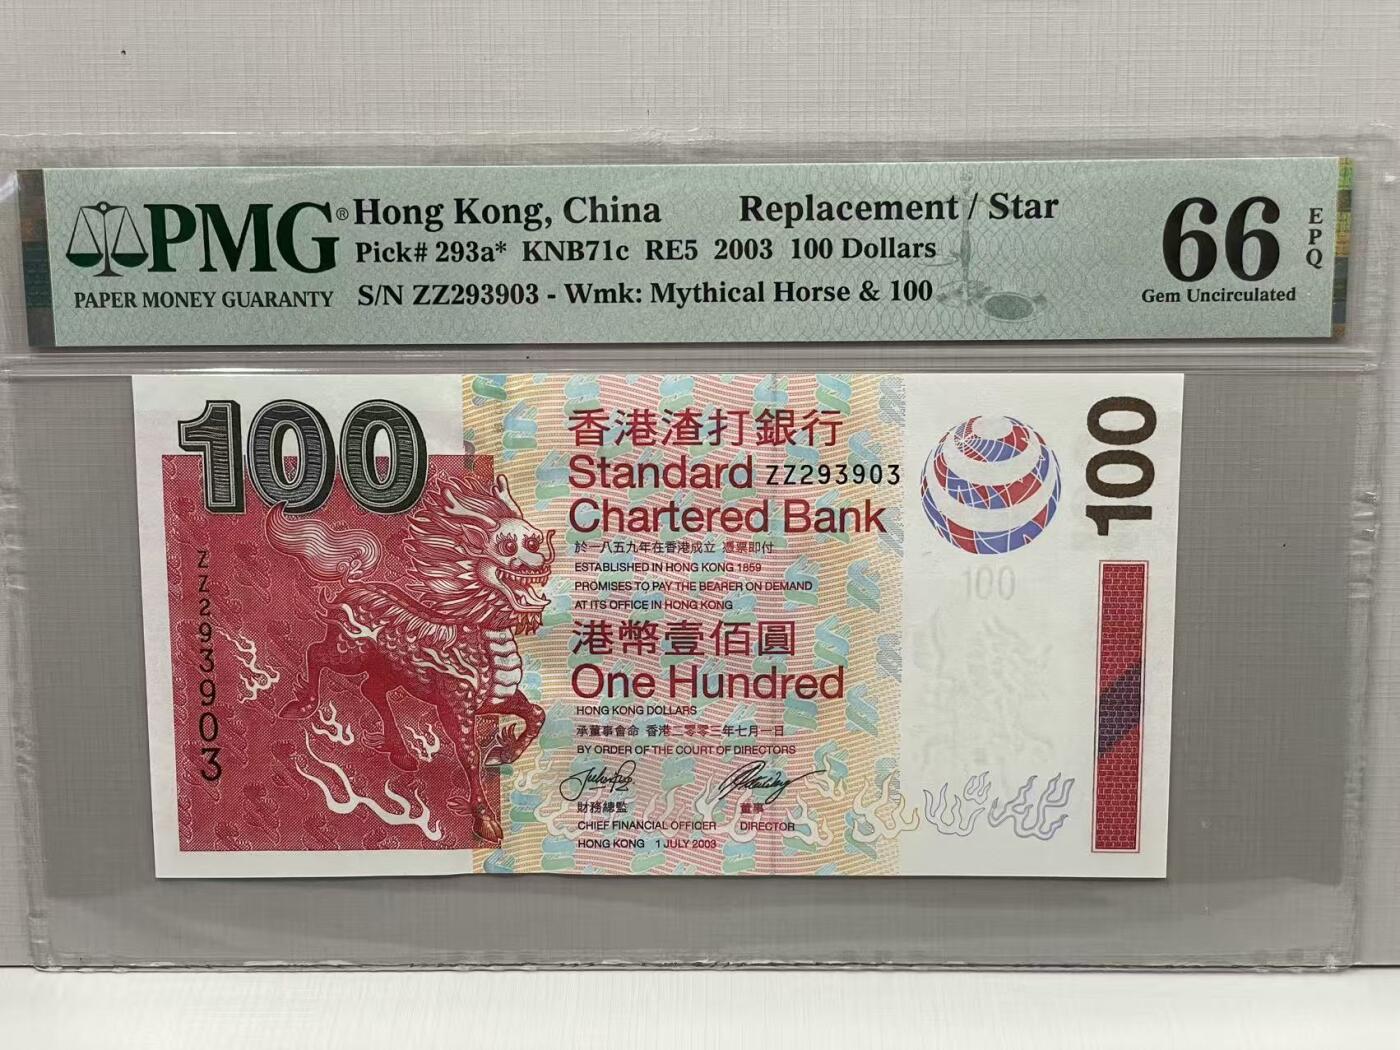 PMG®
PAPER MONEY GUARANTY
Hong Kong, China Replacement / Star
Pick# 293a* KNB71c RE5 2003 100 Dollars
S/N ZZ293903 - Wmk: Mythical Horse & 100
66
EPQ
Gem Uncirculated
100
香港渣打銀行
Standard ZZ293903
Chartered Bank
於一八五九年在香港成立 憑票即付
ESTABLISHED IN HONG KONG 1859
PROMISES TO PAY THE BEARER ON DEMAND
AT ITS OFFICE IN HONG KONG
港幣壹佰圓
One Hundred
HONG KONG DOLLARS
承董事會命 香港二零零三年七月一日
BY ORDER OF THE COURT OF DIRECTORS
財務總監 董事
CHIEF FINANCIAL OFFICER DIRECTOR
HONG KONG 1 JULY 2003
ZZ293903
100
100